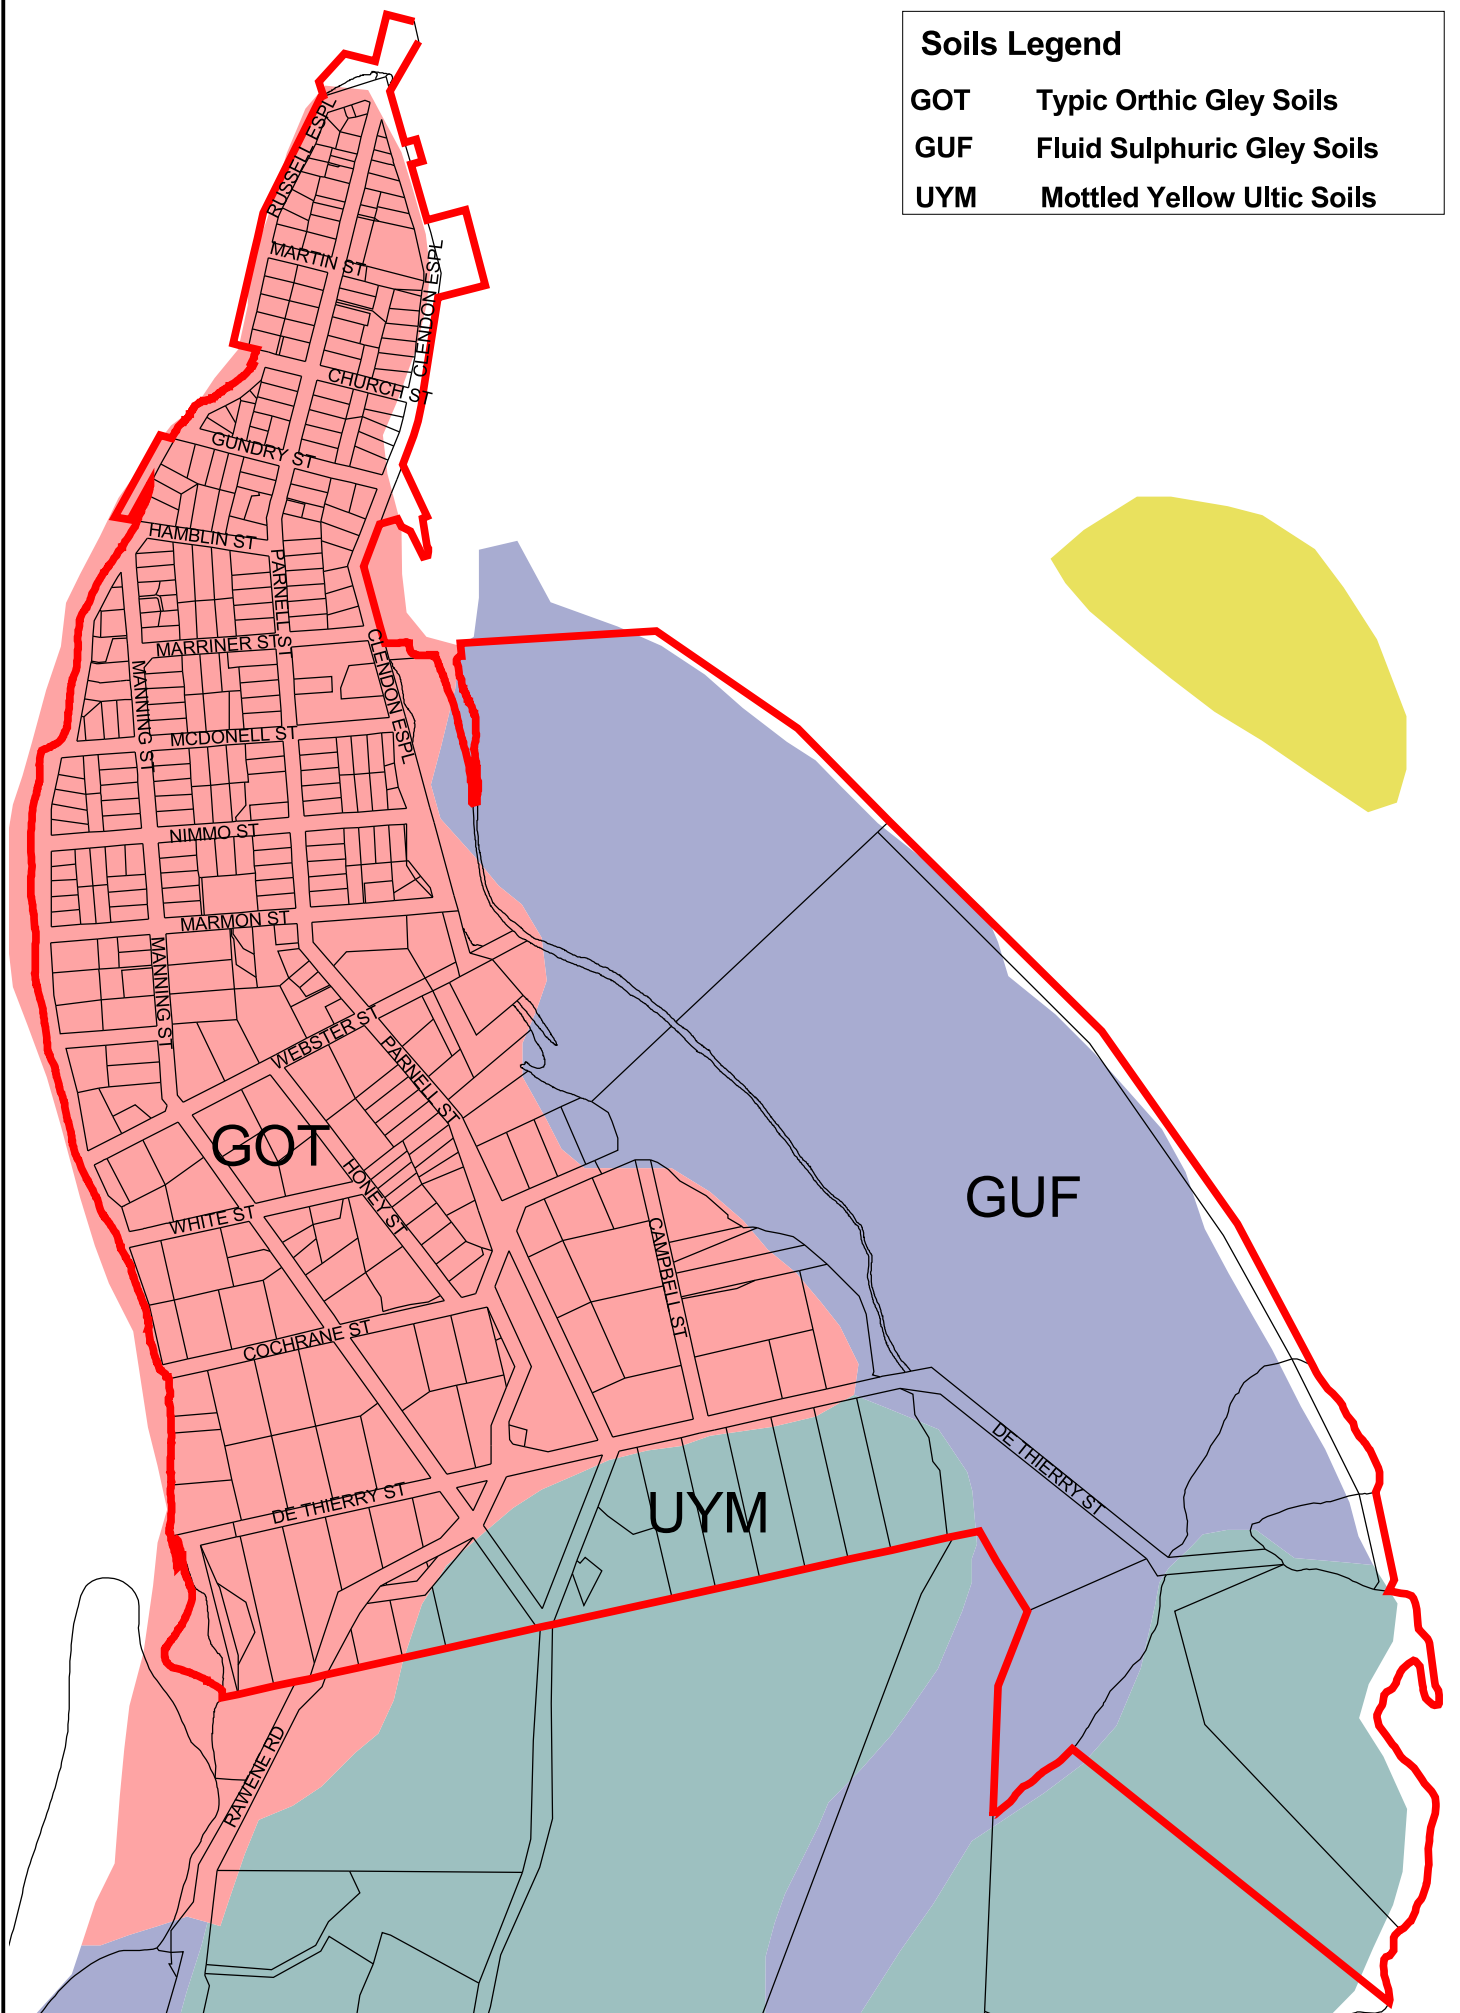 Soils Legend
GOT Typic Orthic Gley Soils
GUF Fluid Sulphuric Gley Soils
UYM Mottled Yellow Ultic Soils
RUSSELL ESPL
MARTIN ST
CLENDON ESPL
CHURCH ST
GUNDRY ST
HAMBLIN ST
PARNELL ST
MARRINER ST
CLENDON ESPL
MANNING ST
MCDONELL ST
NIMMO ST
MARMON ST
MANNING ST
WEBSTER ST
PARNELL ST
GOT
HONEY ST
GUF
WHITE ST
CAMPBELL ST
COCHRANE ST
DE THIERRY ST
DE THIERRY ST
UYM
RAWENE RD